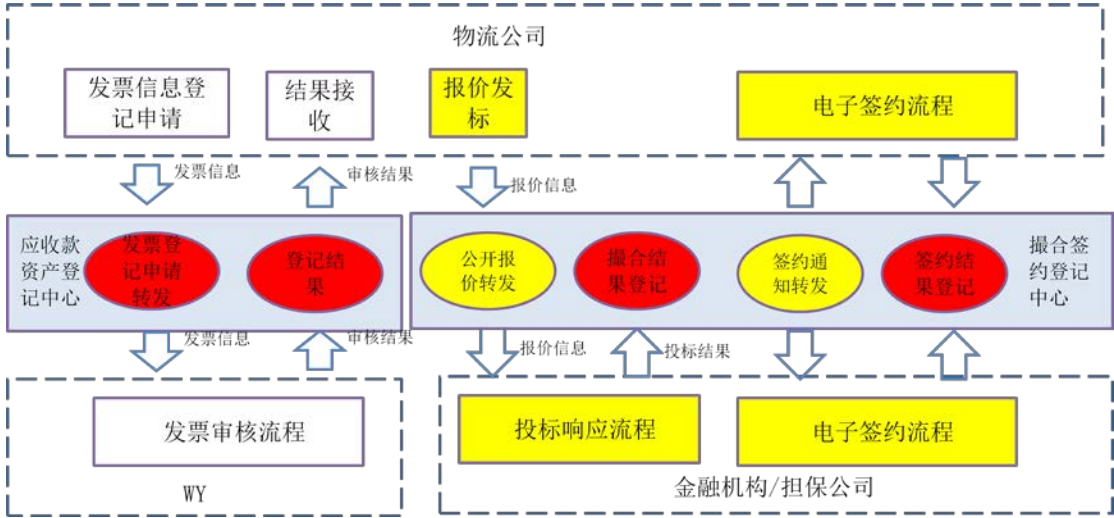 物流公司
发票信息登
记申请
结果接
收
报价发
标
电子签约流程
发票信息
审核结果
报价信息
应收款
资产登
记中心
发票登
记申请
转发
登记结
果
公开报
价转发
撮合结
果登记
签约通
知转发
签约结
果登记
撮合签
约登记
中心
发票信息
审核结果
报价信息
投标结果
发票审核流程
WY
投标响应流程
电子签约流程
金融机构/担保公司